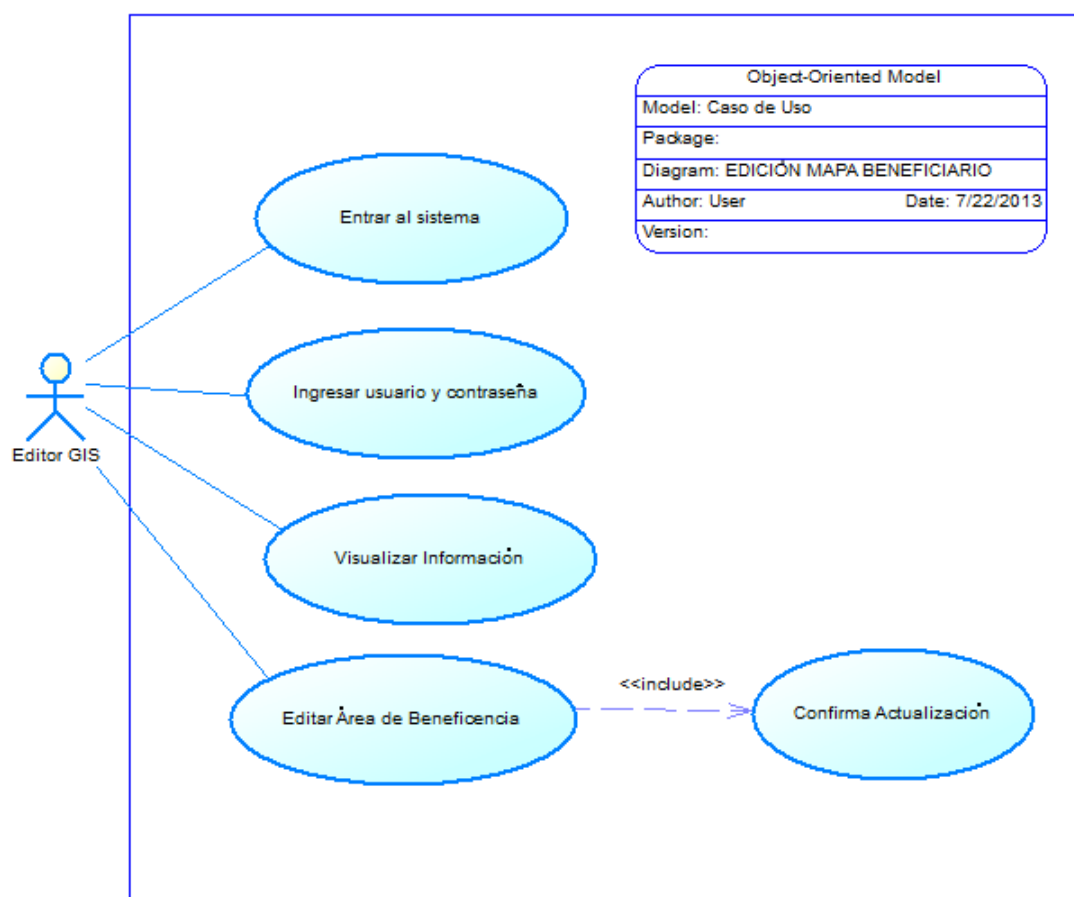 Object-Oriented Model
Model: Caso de Uso
Package:
Diagram: EDICIÓN MAPA BENEFICIARIO
Author: User Date: 7/22/2013
Version:
Entrar al sistema
Ingresar usuario y contraseña
Editor GIS
Visualizar Información
Editar Área de Beneficencia
<<include>>
Confirma Actualización